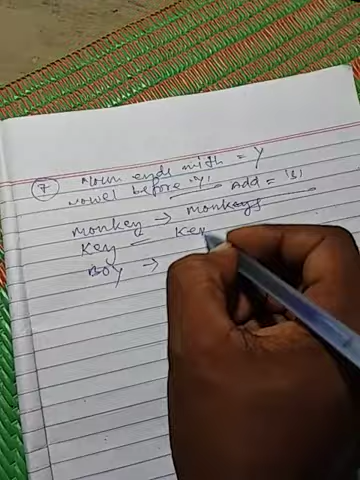 7 Noun ends with = Y
vowel before 'y' Add = 's'
monkey → monkeys
Key — Key
BOY →